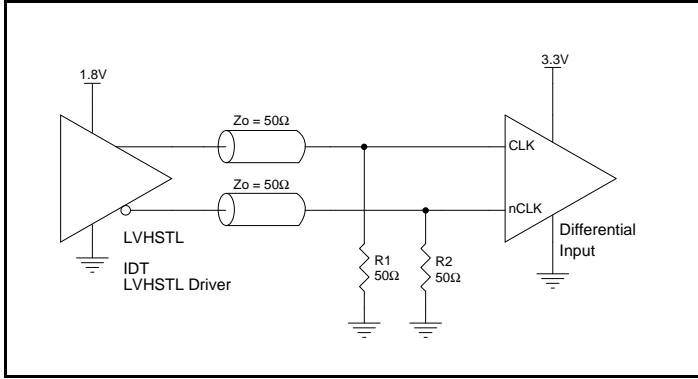 1.8V
3.3V
Zo = 50Ω
CLK
Zo = 50Ω
nCLK
LVHSTL
Differential
Input
IDT
LVHSTL Driver
R1
50Ω
R2
50Ω